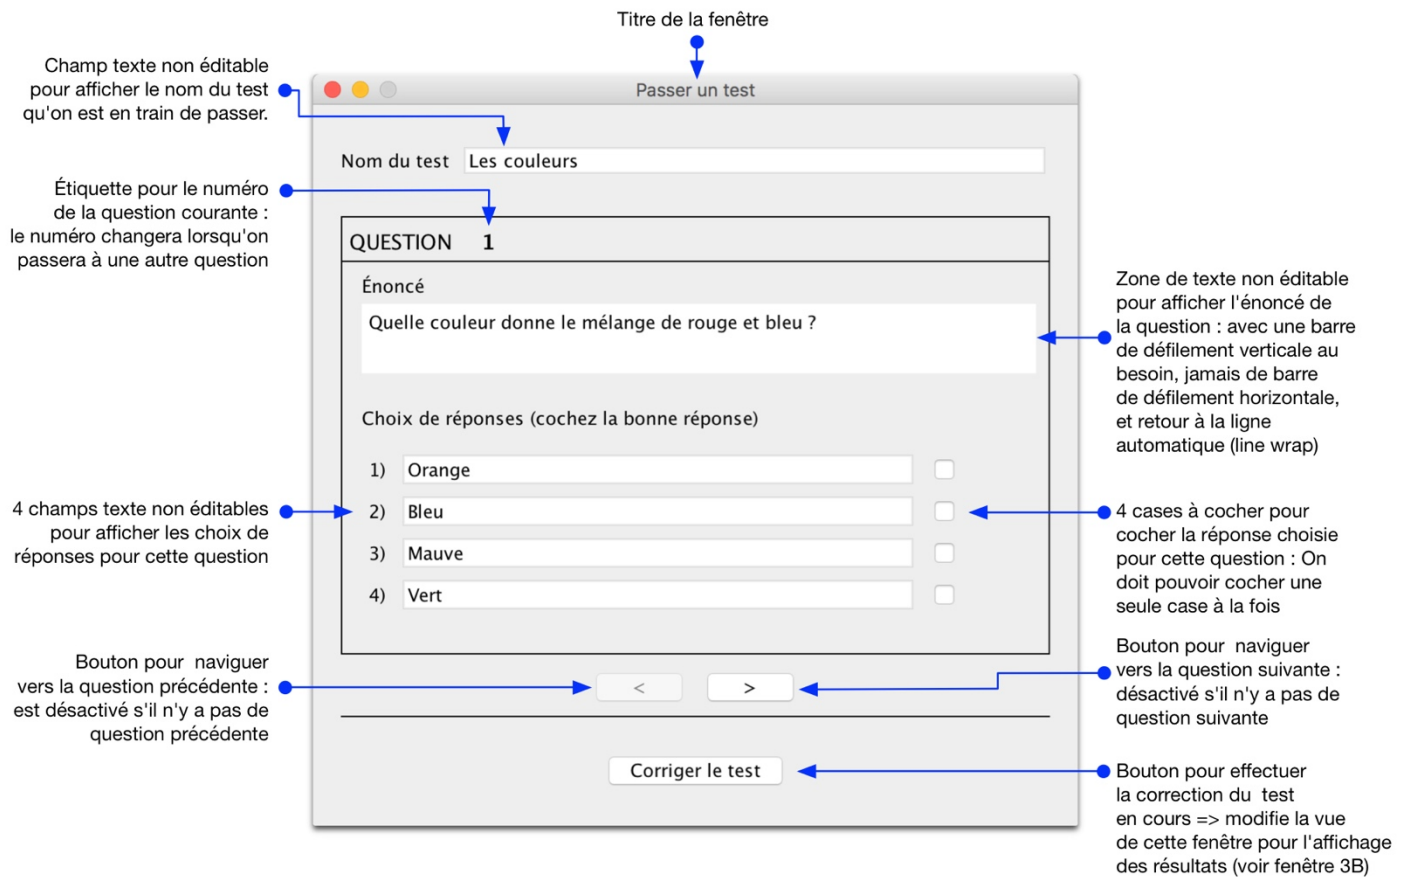 Titre de la fenêtre
Champ texte non éditable
pour afficher le nom du test
qu'on est en train de passer.
Passer un test
Nom du test Les couleurs
Étiquette pour le numéro
de la question courante :
le numéro changera lorsqu'on
passera à une autre question
QUESTION 1
Énoncé
Quelle couleur donne le mélange de rouge et bleu ?
Zone de texte non éditable
pour afficher l'énoncé de
la question : avec une barre
de défilement verticale au
besoin, jamais de barre
de défilement horizontale,
et retour à la ligne
automatique (line wrap)
Choix de réponses (cochez la bonne réponse)
1) Orange
2) Bleu
3) Mauve
4) Vert
4 champs texte non éditables
pour afficher les choix de
réponses pour cette question
4 cases à cocher pour
cocher la réponse choisie
pour cette question : On
doit pouvoir cocher une
seule case à la fois
Bouton pour naviguer
vers la question précédente :
est désactivé s'il n'y a pas de
question précédente
< >
Bouton pour naviguer
vers la question suivante :
désactivé s'il n'y a pas de
question suivante
Corriger le test
Bouton pour effectuer
la correction du test
en cours => modifie la vue
de cette fenêtre pour l'affichage
des résultats (voir fenêtre 3B)